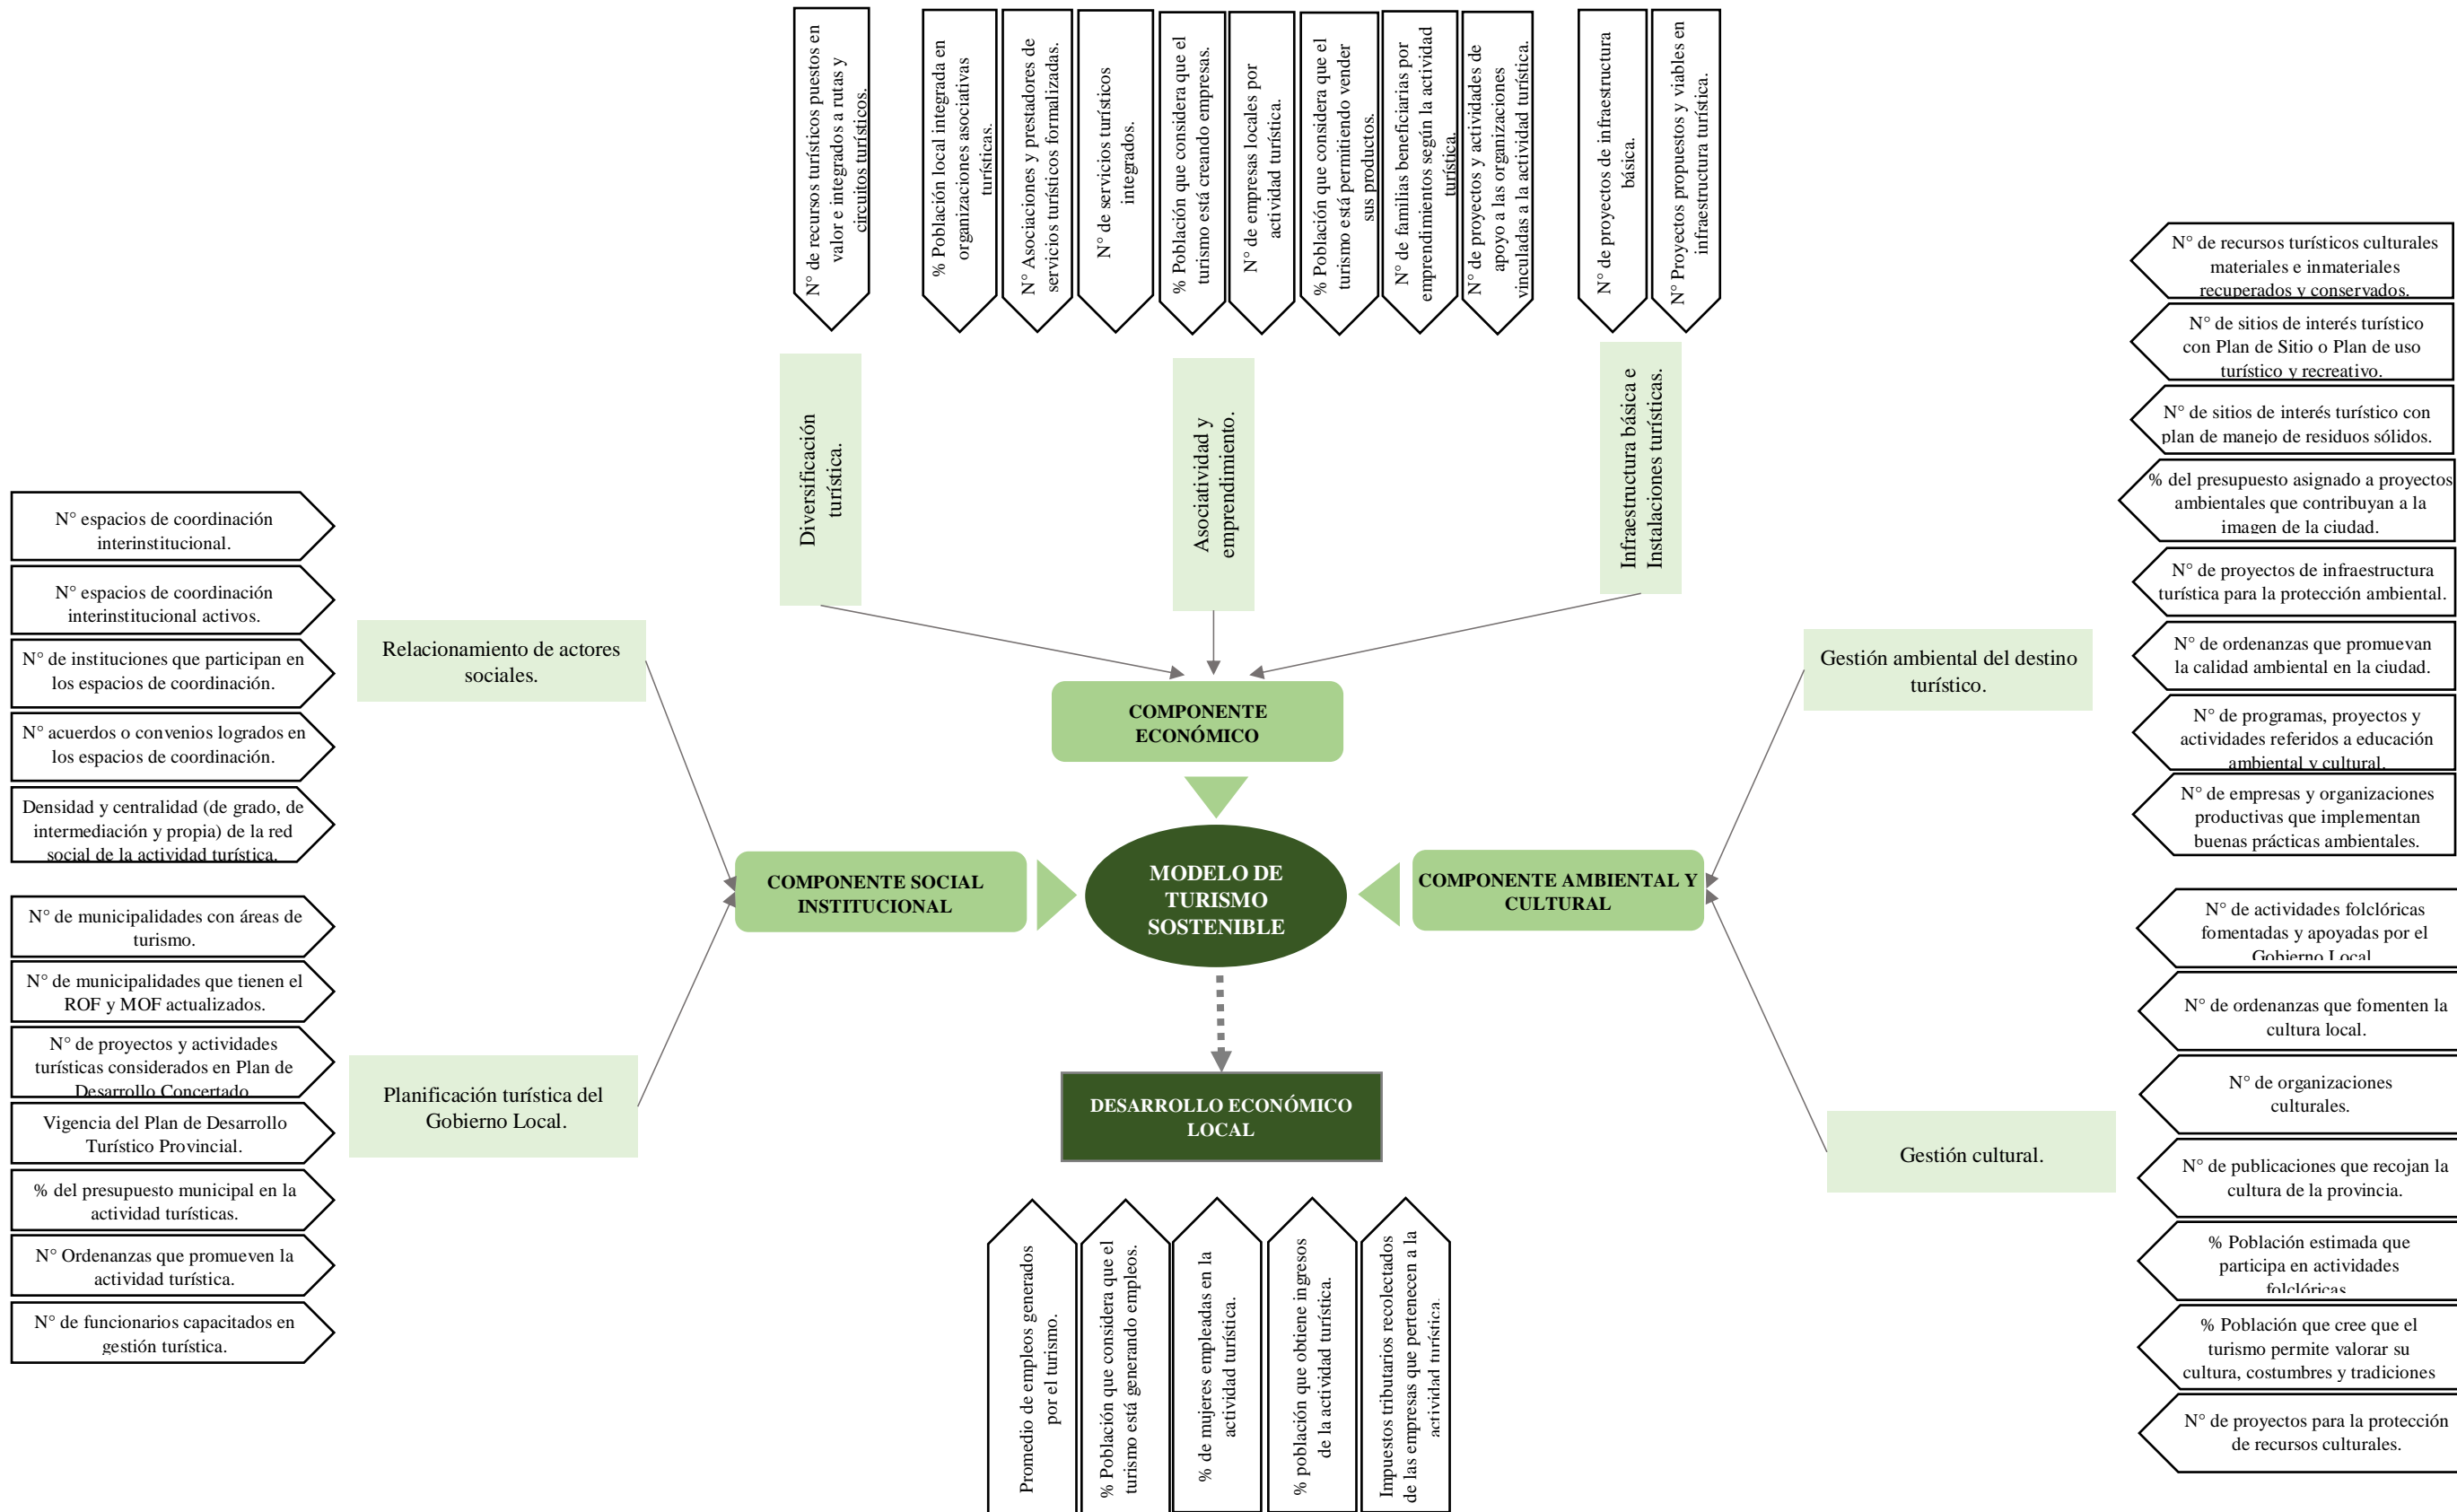 N° de recursos turísticos puestos en
valor e integrados a rutas y
circuitos turísticos.
% Población local integrada en
organizaciones asociativas
turísticas.
N° Asociaciones y prestadores de
servicios turísticos formalizadas.
N° de servicios turísticos
integrados.
% Población que considera que el
turismo está creando empresas.
N° de empresas locales por
actividad turística.
% Población que considera que el
turismo está permitiendo vender
sus productos.
N° de familias beneficiarias por
emprendimientos según la actividad
turística.
N° de proyectos y actividades de
apoyo a las organizaciones
vinculadas a la actividad turística.
N° de proyectos de infraestructura
básica.
N° Proyectos propuestos y viables en
infraestructura turística.
Diversificación
turística.
Asociatividad y
emprendimiento.
Infraestructura básica e
Instalaciones turísticas.
N° espacios de coordinación
interinstitucional.
N° espacios de coordinación
interinstitucional activos.
N° de instituciones que participan en
los espacios de coordinación.
N° acuerdos o convenios logrados en
los espacios de coordinación.
Densidad y centralidad (de grado, de
intermediación y propia) de la red
social de la actividad turística.
N° de municipalidades con áreas de
turismo.
N° de municipalidades que tienen el
ROF y MOF actualizados.
N° de proyectos y actividades
turísticas considerados en Plan de
Desarrollo Concertado
Vigencia del Plan de Desarrollo
Turístico Provincial.
% del presupuesto municipal en la
actividad turísticas.
N° Ordenanzas que promueven la
actividad turística.
N° de funcionarios capacitados en
gestión turística.
Relacionamiento de actores
sociales.
Planificación turística del
Gobierno Local.
COMPONENTE
ECONÓMICO
COMPONENTE SOCIAL
INSTITUCIONAL
MODELO DE
TURISMO
SOSTENIBLE
COMPONENTE AMBIENTAL Y
CULTURAL
DESARROLLO ECONÓMICO
LOCAL
Gestión ambiental del destino
turístico.
Gestión cultural.
N° de recursos turísticos culturales
materiales e inmateriales
recuperados y conservados.
N° de sitios de interés turístico
con Plan de Sitio o Plan de uso
turístico y recreativo.
N° de sitios de interés turístico con
plan de manejo de residuos sólidos.
% del presupuesto asignado a proyectos
ambientales que contribuyan a la
imagen de la ciudad.
N° de proyectos de infraestructura
turística para la protección ambiental.
N° de ordenanzas que promuevan
la calidad ambiental en la ciudad.
N° de programas, proyectos y
actividades referidos a educación
ambiental y cultural.
N° de empresas y organizaciones
productivas que implementan
buenas prácticas ambientales.
N° de actividades folclóricas
fomentadas y apoyadas por el
Gobierno Local
N° de ordenanzas que fomenten la
cultura local.
N° de organizaciones
culturales.
N° de publicaciones que recojan la
cultura de la provincia.
% Población estimada que
participa en actividades
folclóricas
% Población que cree que el
turismo permite valorar su
cultura, costumbres y tradiciones
N° de proyectos para la protección
de recursos culturales.
Promedio de empleos generados
por el turismo.
% Población que considera que el
turismo está generando empleos.
% de mujeres empleadas en la
actividad turística.
% población que obtiene ingresos
de la actividad turística.
Impuestos tributarios recolectados
de las empresas que pertenecen a la
actividad turística.